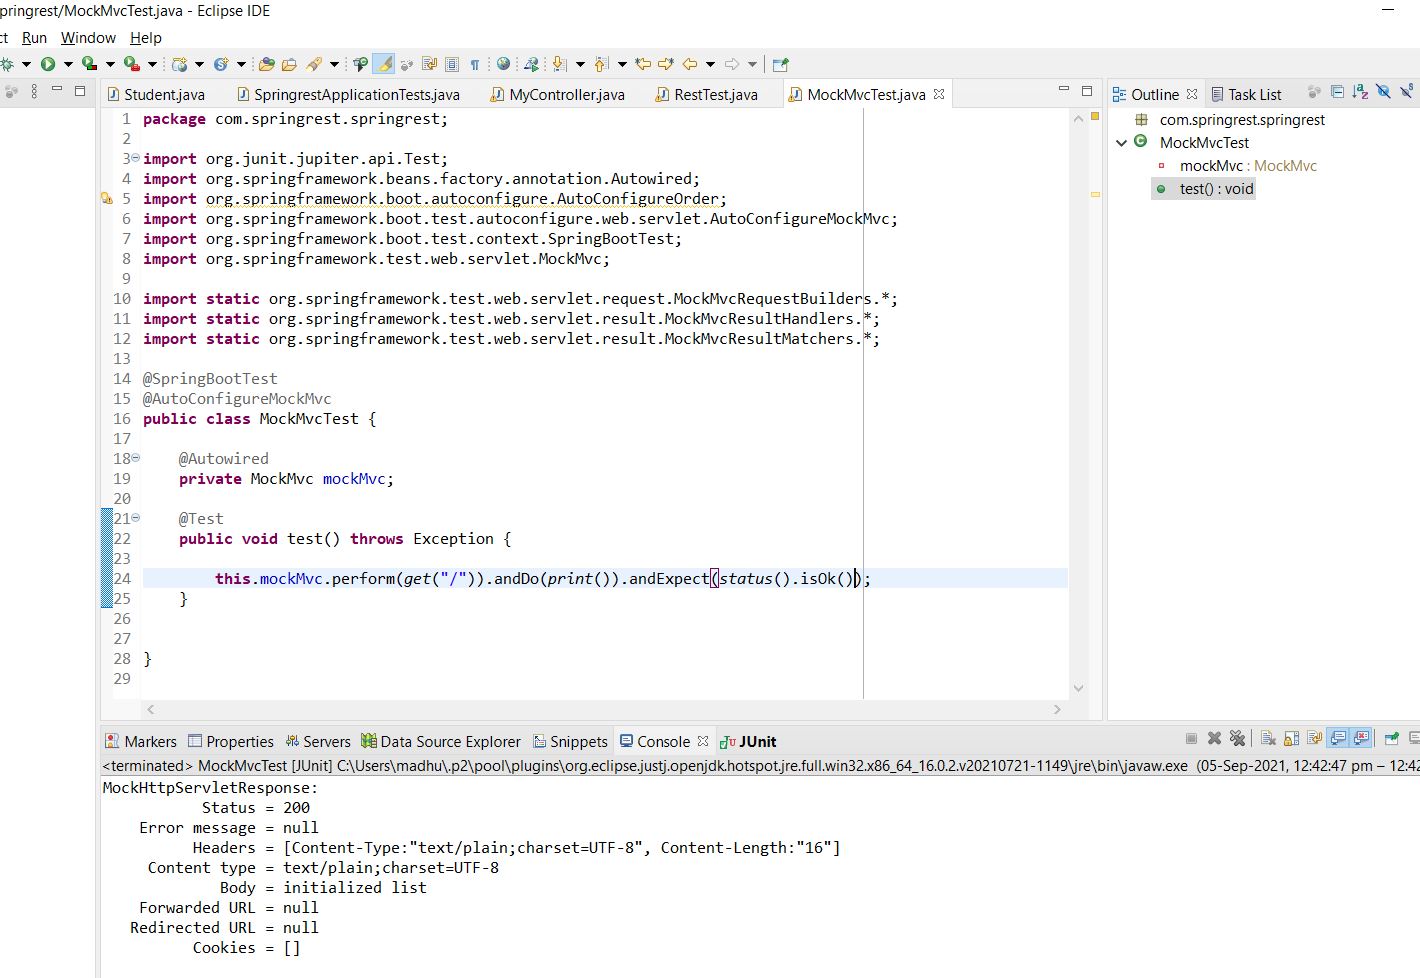 pringrest/MockMvcTest.java - Eclipse IDE
ct Run Window Help
Student.java SpringrestApplicationTests.java MyController.java RestTest.java MockMvcTest.java
Outline Task List
1 package com.springrest.springrest;
2
3 import org.junit.jupiter.api.Test;
4 import org.springframework.beans.factory.annotation.Autowired;
5 import org.springframework.boot.autoconfigure.AutoConfigureOrder;
6 import org.springframework.boot.test.autoconfigure.web.servlet.AutoConfigureMockMvc;
7 import org.springframework.boot.test.context.SpringBootTest;
8 import org.springframework.test.web.servlet.MockMvc;
9
10 import static org.springframework.test.web.servlet.request.MockMvcRequestBuilders.*;
11 import static org.springframework.test.web.servlet.result.MockMvcResultHandlers.*;
12 import static org.springframework.test.web.servlet.result.MockMvcResultMatchers.*;
13
14 @SpringBootTest
15 @AutoConfigureMockMvc
16 public class MockMvcTest {
17
18 @Autowired
19 private MockMvc mockMvc;
20
21 @Test
22 public void test() throws Exception {
23
24 this.mockMvc.perform(get("/")).andDo(print()).andExpect(status().isOk());
25 }
26
27
28 }
29
com.springrest.springrest
MockMvcTest
mockMvc : MockMvc
test() : void
Markers Properties Servers Data Source Explorer Snippets Console JUnit
<terminated> MockMvcTest [JUnit] C:\Users\madhu\.p2\pool\plugins\org.eclipse.justj.openjdk.hotspot.jre.full.win32.x86_64_16.0.2.v20210721-1149\jre\bin\javaw.exe (05-Sep-2021, 12:42:47 pm – 12:42
MockHttpServletResponse:
Status = 200
Error message = null
Headers = [Content-Type:"text/plain;charset=UTF-8", Content-Length:"16"]
Content type = text/plain;charset=UTF-8
Body = initialized list
Forwarded URL = null
Redirected URL = null
Cookies = []